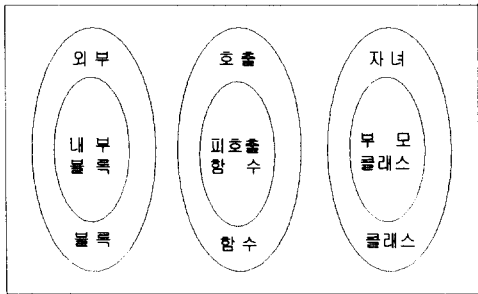 외 부
내 부
블 록
블 록
호 출
피호출
함 수
함 수
자 녀
부 모
클래스
클래스